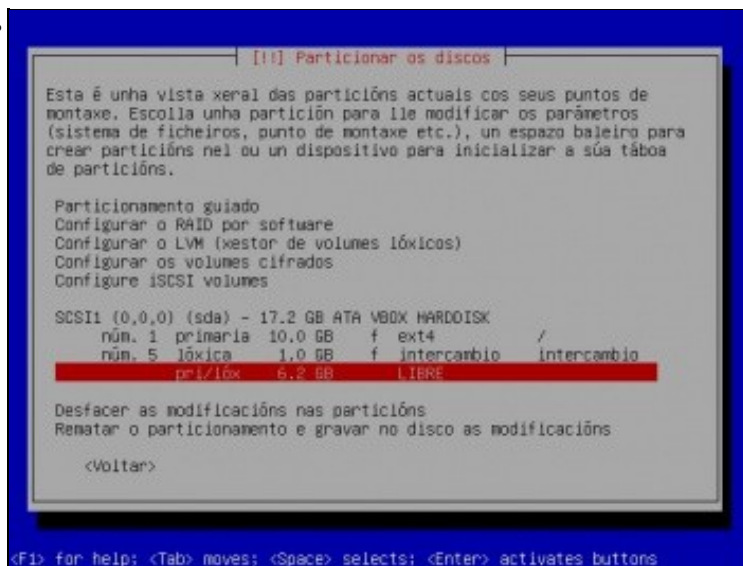 [!!] Particionar os discos
Esta é unha vista xeral das particións actuais cos seus puntos de
montaxe. Escolla unha partición para lle modificar os parámetros
(sistema de ficheiros, punto de montaxe etc.), un espazo baleiro para
crear particións nel ou un dispositivo para inicializar a súa táboa
de particións.
Particionamento guiado
Configurar o RAID por software
Configurar o LVM (xestor de volumes lóxicos)
Configurar os volumes cifrados
Configure iSCSI volumes
SCSI1 (0,0,0) (sda) - 17.2 GB ATA VBOX HARDDISK
núm. 1 primaria 10.0 GB f ext4 /
núm. 5 lóxica 1.0 GB f intercambio intercambio
pri/lóx 6.2 GB LIBRE
Desfacer as modificacións nas particións
Rematar o particionamento e gravar no disco as modificacións
<Voltar>
<F1> for help; <Tab> moves; <Space> selects; <Enter> activates buttons